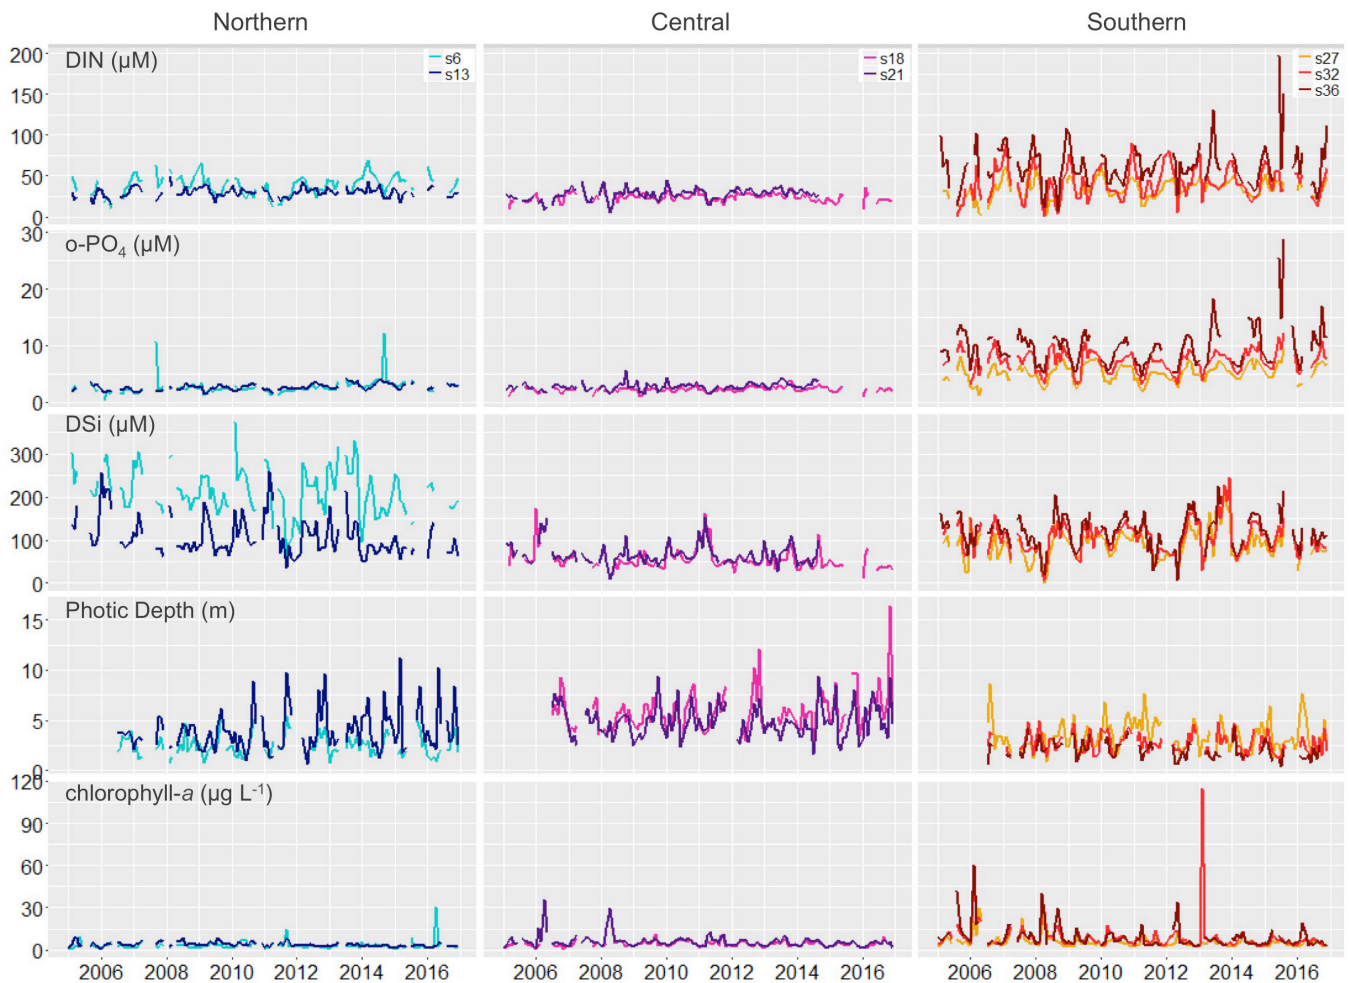 Northern Central Southern
DIN (µM)
s6
s13
s18
s21
s27
s32
s36
200
150
100
50
0
o-PO4 (µM)
30
20
10
0
DSi (µM)
300
200
100
0
Photic Depth (m)
15
10
5
0
chlorophyll-a (µg L-1)
120
90
60
30
0
2006 2008 2010 2012 2014 2016 2006 2008 2010 2012 2014 2016 2006 2008 2010 2012 2014 2016